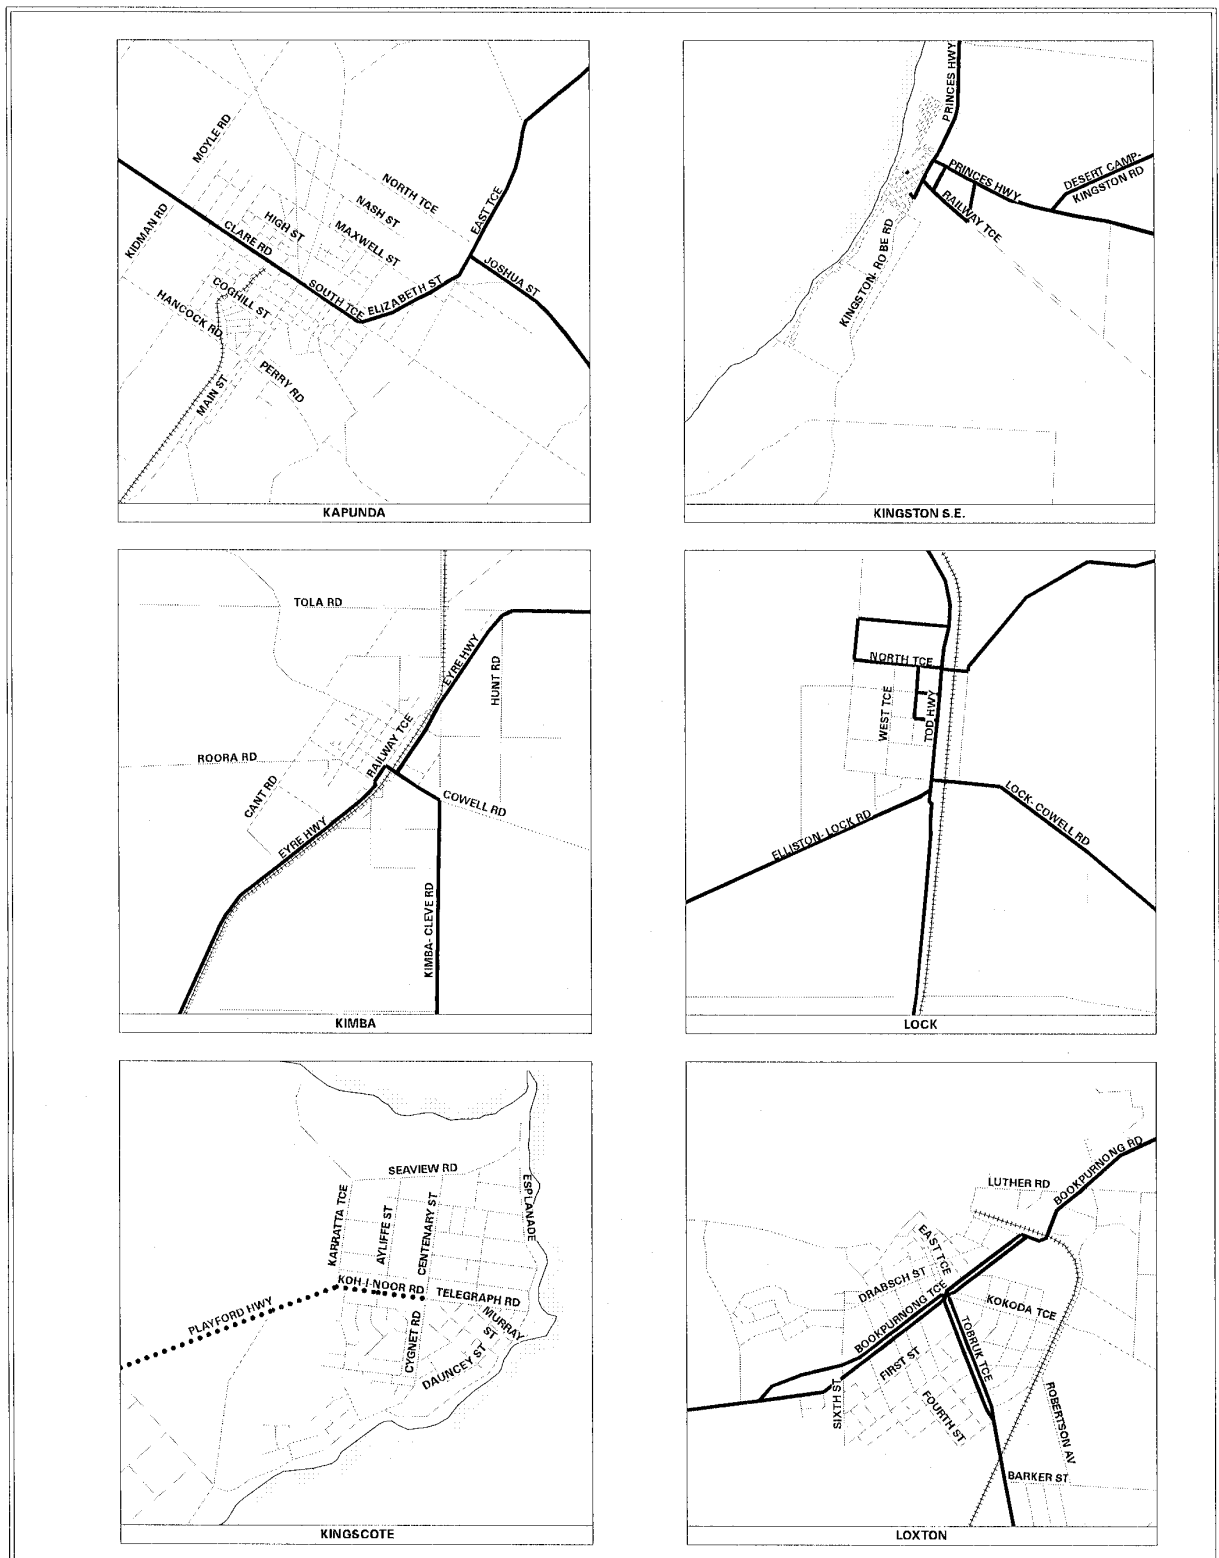 MOYLE RD
NORTH TCE
NASH ST
KIDMAN RD
HIGH ST
MAXWELL ST
EAST TCE
CLARE RD
JOSHUA ST
COGHILL ST
SOUTH TCE
ELIZABETH ST
HANCOCK RD
PERRY RD
MAIN ST
KAPUNDA
PRINCES HWY
PRINCES HWY
DESERT CAMP-
KINGSTON RD
RAILWAY TCE
KINGSTON- ROBE RD
KINGSTON S.E.
TOLA RD
EYRE HWY
HUNT RD
RAILWAY TCE
ROORA RD
CANT RD
COWELL RD
EYRE HWY
KIMBA- CLEVE RD
KIMBA
NORTH TCE
WEST TCE
TOD HWY
LOCK- COWELL RD
ELLISTON- LOCK RD
LOCK
SEAVIEW RD
ESPLANADE
KARRATTA TCE
AYLIFFE ST
CENTENARY ST
KOH-I-NOOR RD
TELEGRAPH RD
PLAYFORD HWY
MURRAY
ST
CYGNET RD
DAUNCEY ST
KINGSCOTE
BOOKPURNONG RD
LUTHER RD
EAST TCE
DRABSCH ST
BOOKPURNONG TCE
KOKODA TCE
TOBRUK TCE
FIRST ST
SIXTH ST
FOURTH ST
ROBERTSON AV
BARKER ST
LOXTON